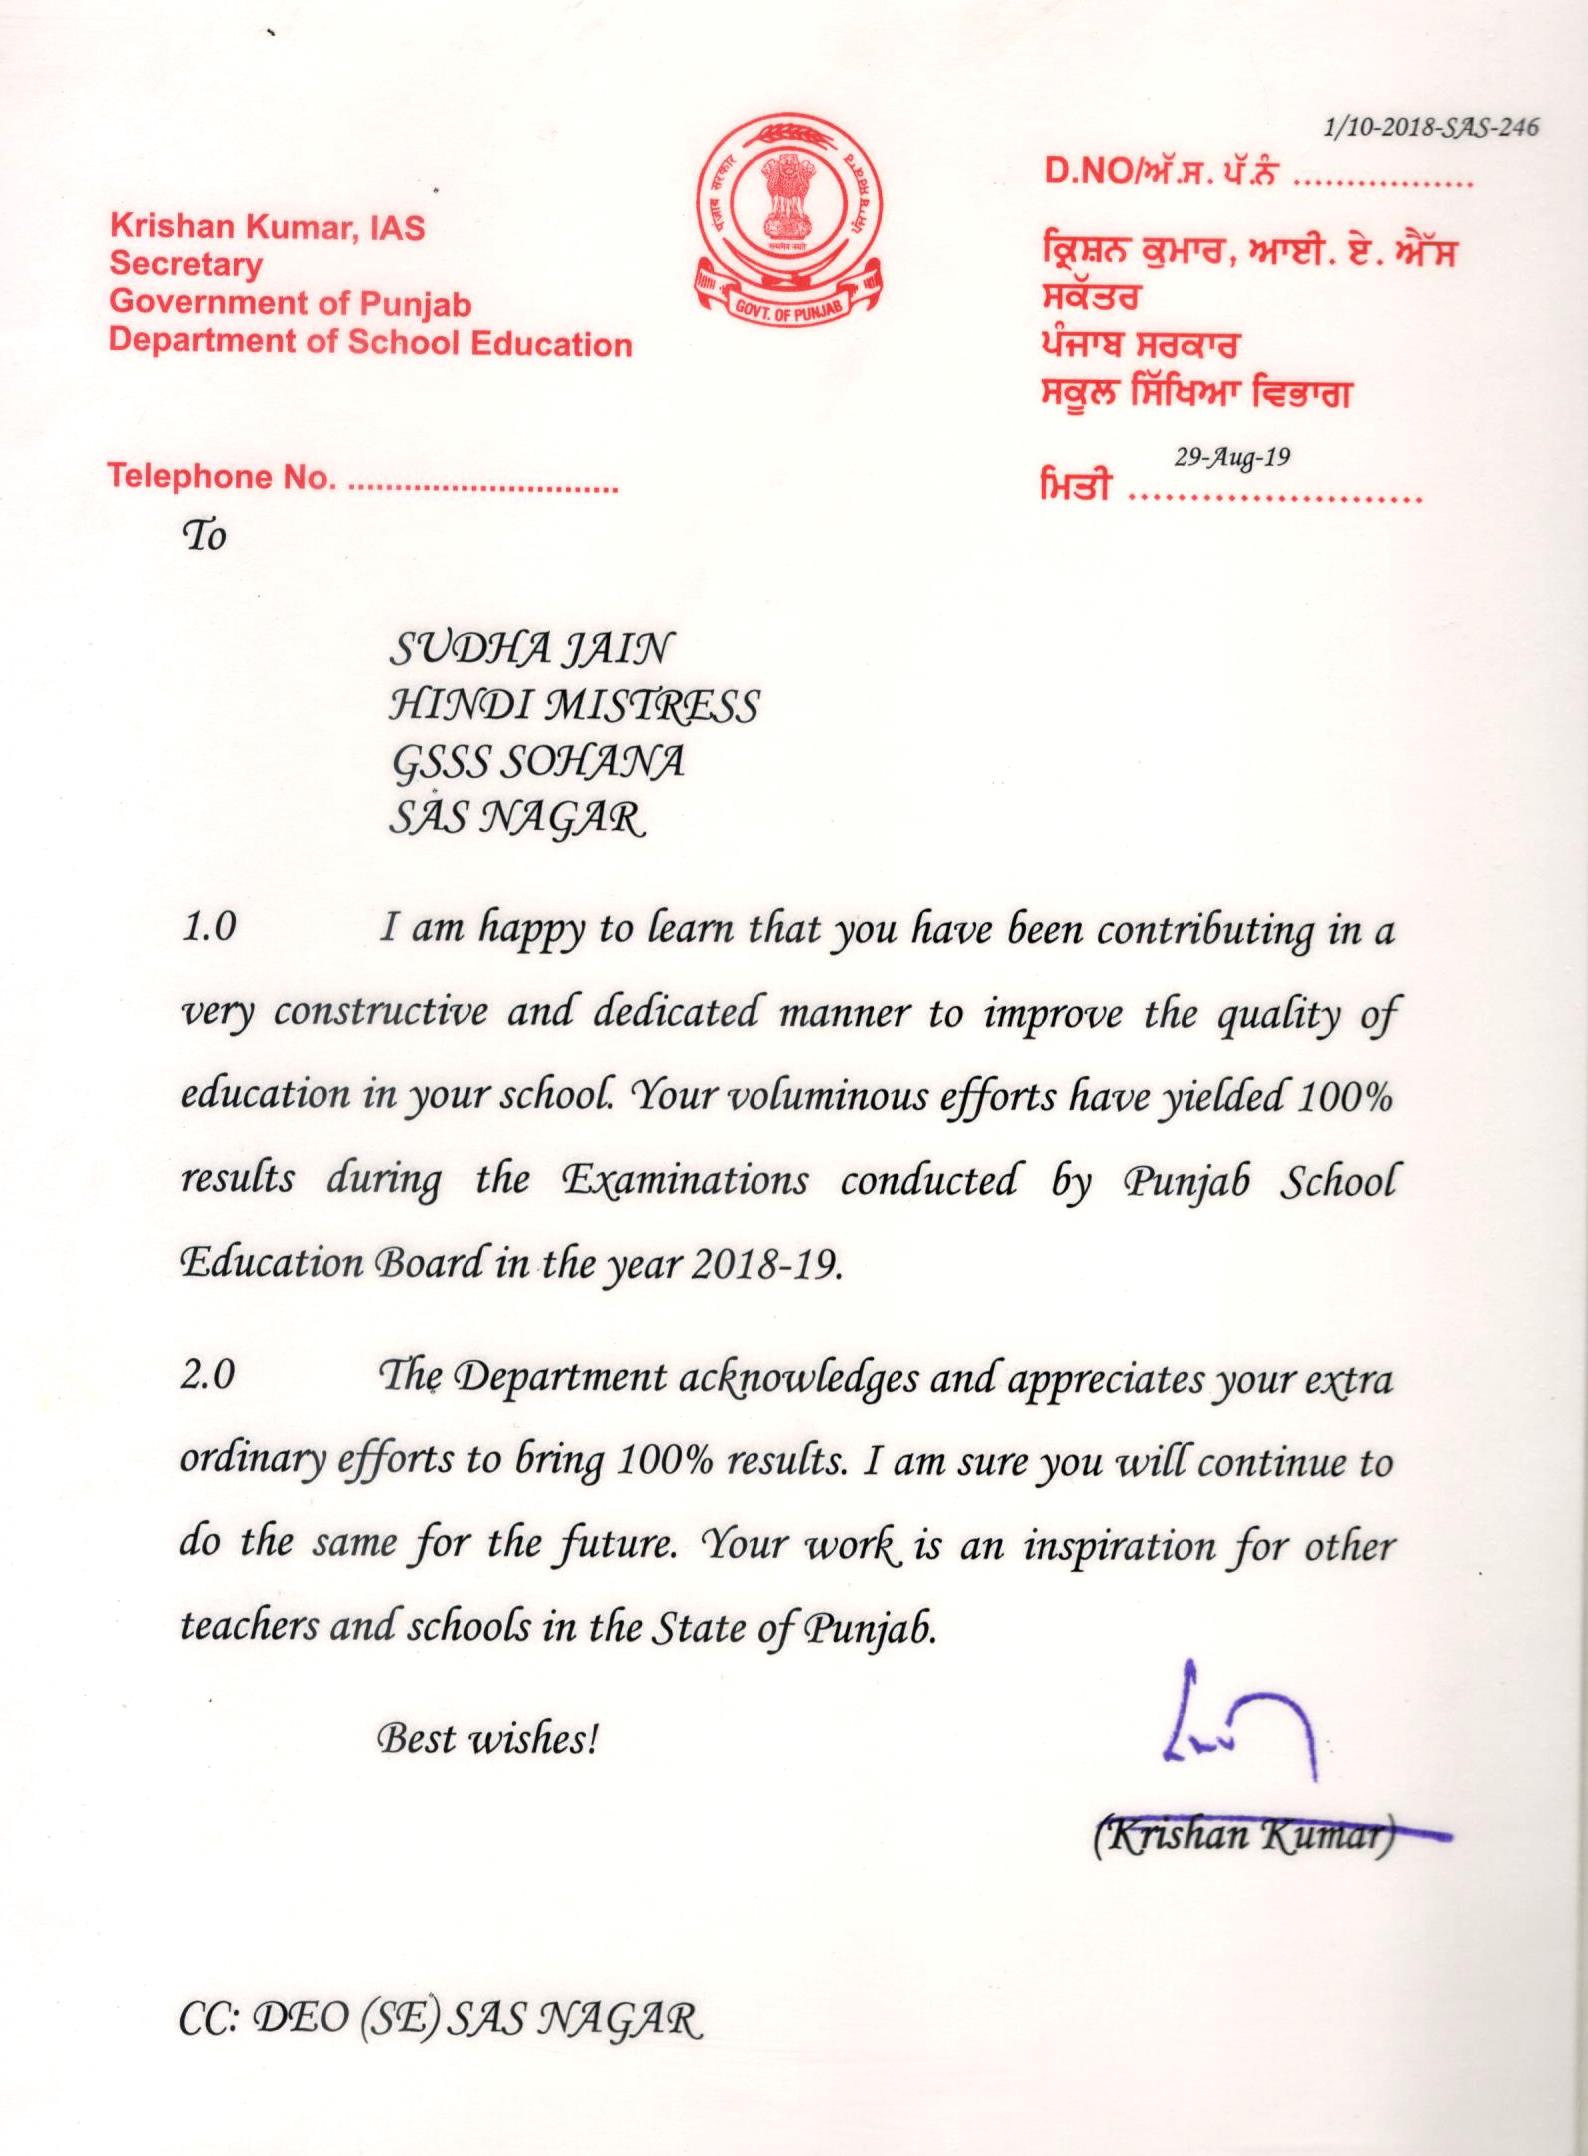 1/10-2018-SAS-246
D.NO/ਅੱ.ਸ. ਪੱ.ਨੰ .................
Krishan Kumar, IAS
Secretary
Government of Punjab
Department of School Education
ਪੰਜਾਬ ਸਰਕਾਰ
सत्यमेव जयते
GOVT. OF PUNJAB
ਕ੍ਰਿਸ਼ਨ ਕੁਮਾਰ, ਆਈ. ਏ. ਐੱਸ
ਸਕੱਤਰ
ਪੰਜਾਬ ਸਰਕਾਰ
ਸਕੂਲ ਸਿੱਖਿਆ ਵਿਭਾਗ
Telephone No. .............................
29-Aug-19
ਮਿਤੀ ........................
To
SUDHA JAIN
HINDI MISTRESS
GSSS SOHANA
SAS NAGAR
1.0 I am happy to learn that you have been contributing in a
very constructive and dedicated manner to improve the quality of
education in your school. Your voluminous efforts have yielded 100%
results during the Examinations conducted by Punjab School
Education Board in the year 2018-19.
2.0 The Department acknowledges and appreciates your extra
ordinary efforts to bring 100% results. I am sure you will continue to
do the same for the future. Your work is an inspiration for other
teachers and schools in the State of Punjab.
Best wishes!
(Krishan Kumar)
CC: DEO (SE) SAS NAGAR